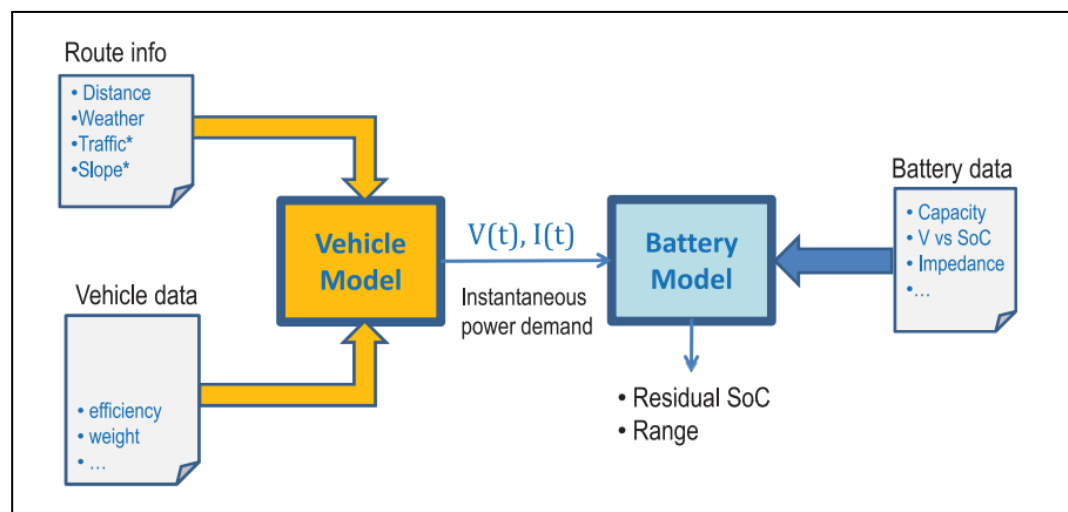 Route info
• Distance
•Weather
•Traffic*
•Slope*
Vehicle data
• efficiency
• weight
• ...
Vehicle
Model
V(t), I(t)
Instantaneous
power demand
Battery
Model
• Residual SoC
• Range
Battery data
• Capacity
• V vs SoC
• Impedance
•...